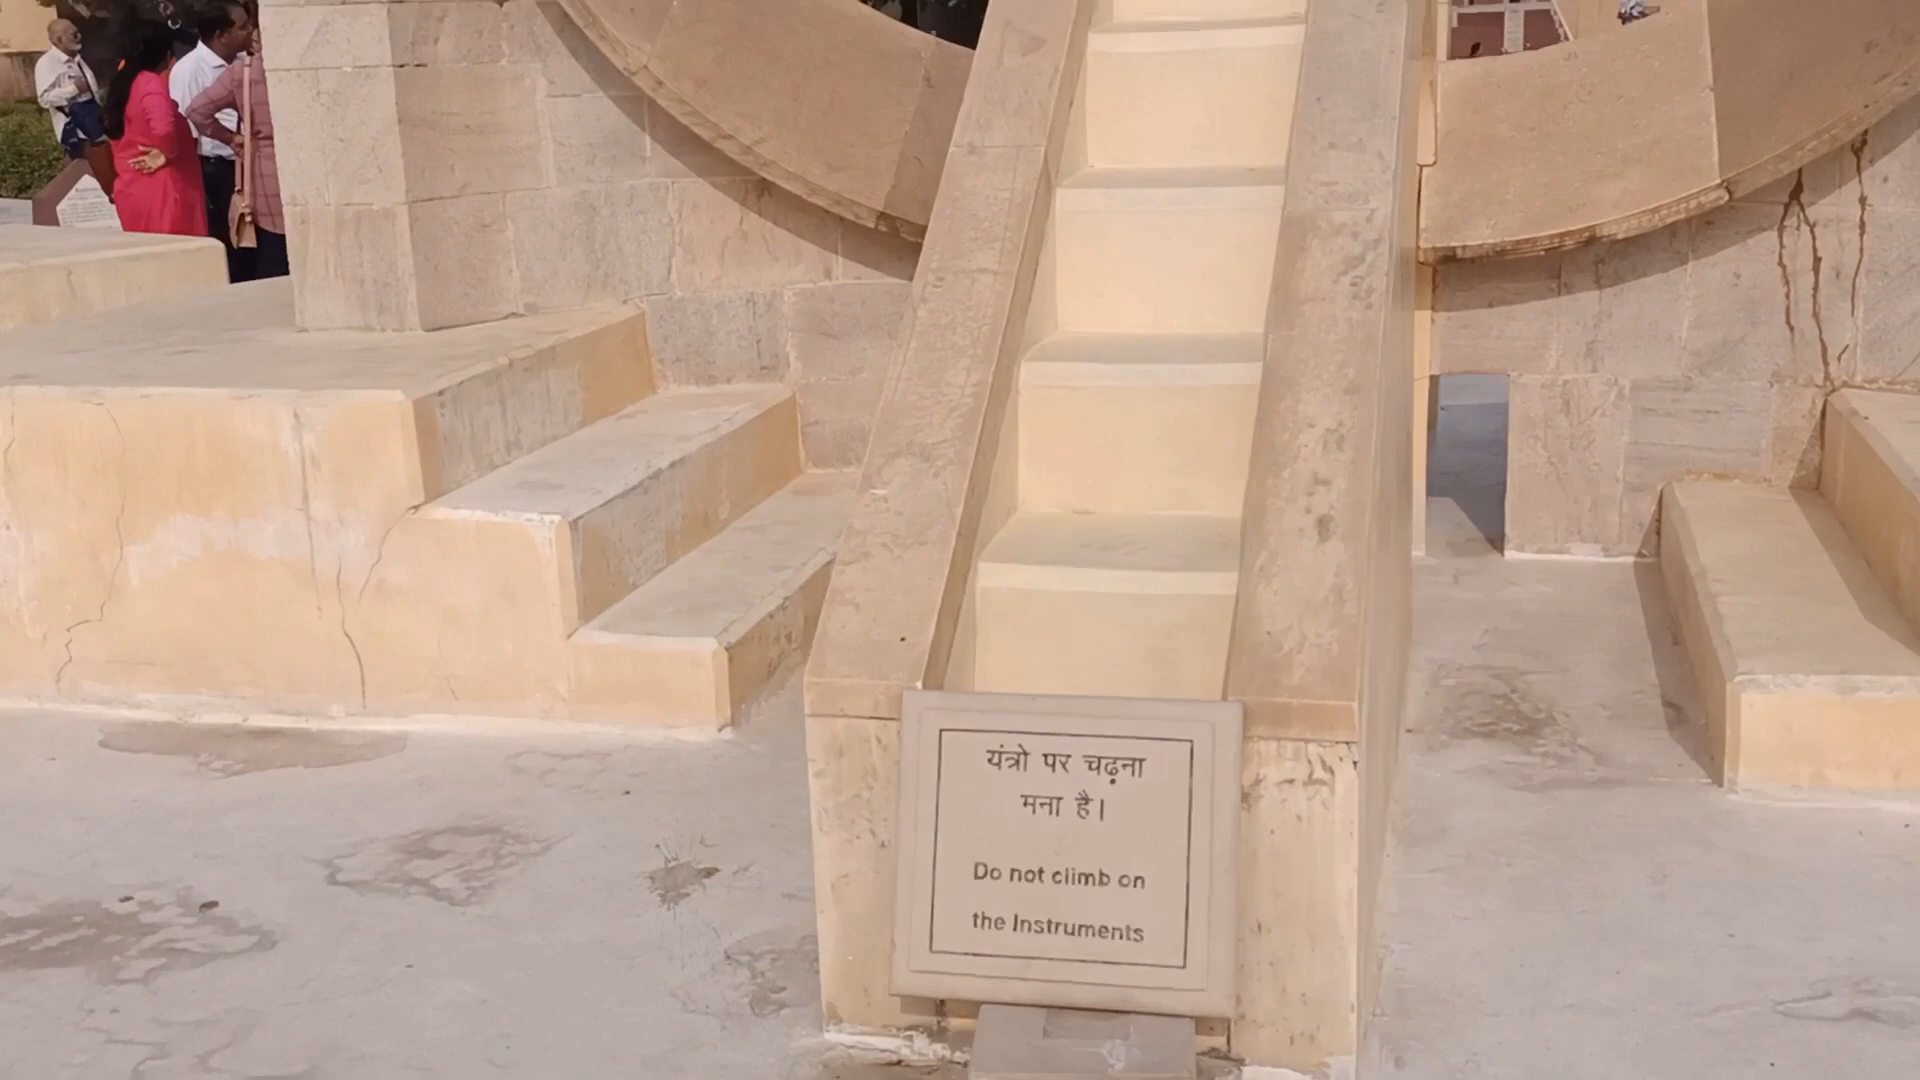 यंत्रो पर चढ़ना
मना है।
Do not climb on
the Instruments